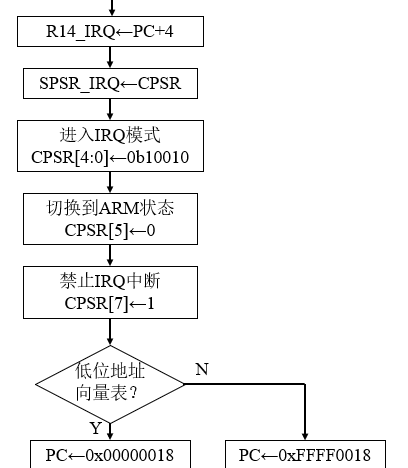 R14_IRQ←PC+4
SPSR_IRQ←CPSR
进入IRQ模式
CPSR[4:0]←0b10010
切换到ARM状态
CPSR[5]←0
禁止IRQ中断
CPSR[7]←1
低位地址
向量表？
N
Y
PC←0x00000018
PC←0xFFFF0018